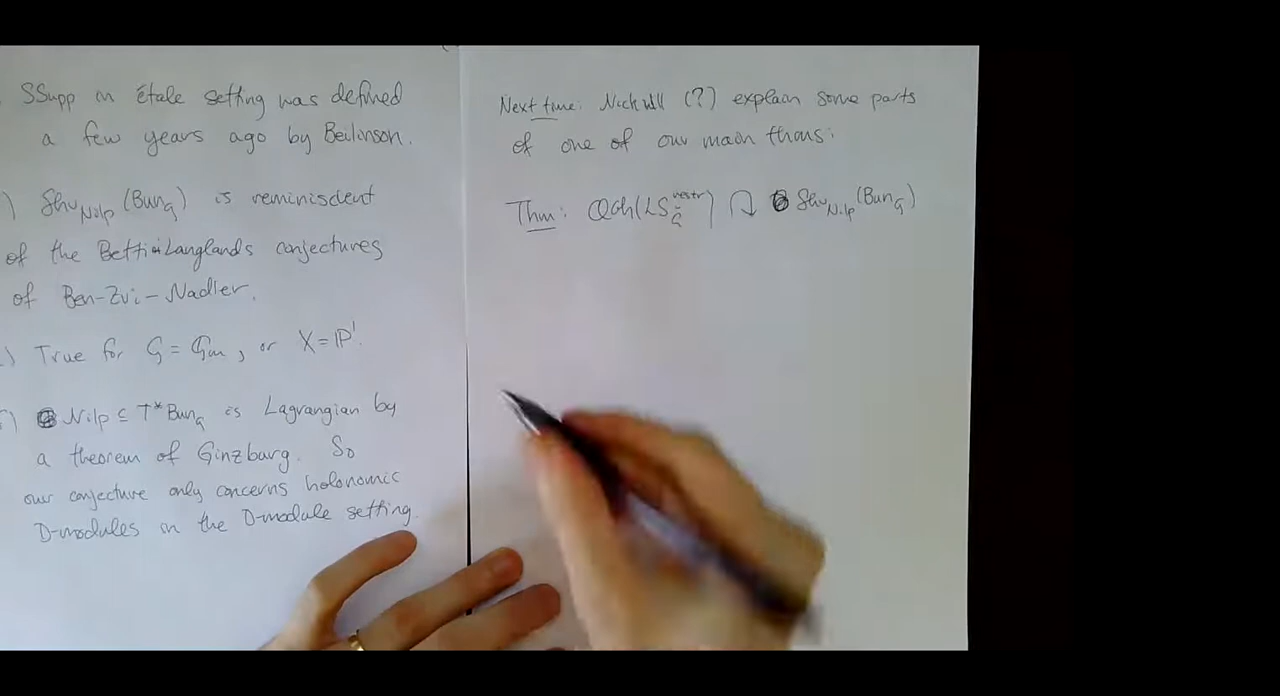 SSupp in étale setting was defined
a few years ago by Beilinson.
) Shv_Nilp (Bun_G) is reminisdent
of the Betti Langlands conjectures
of Ben-Zvi-Nadler.
) True for G = G_m, or X = P^1.
) Nilp ⊆ T*Bun_G is Lagrangian by
a theorem of Ginzburg. So
our conjecture only concerns holonomic
D-modules in the D-module setting.
Next time: Nick will (?) explain some parts
of one of our main thms:
Thm: QCoh(LS_Ğ^restr) ↷ Shv_Nilp(Bun_G)